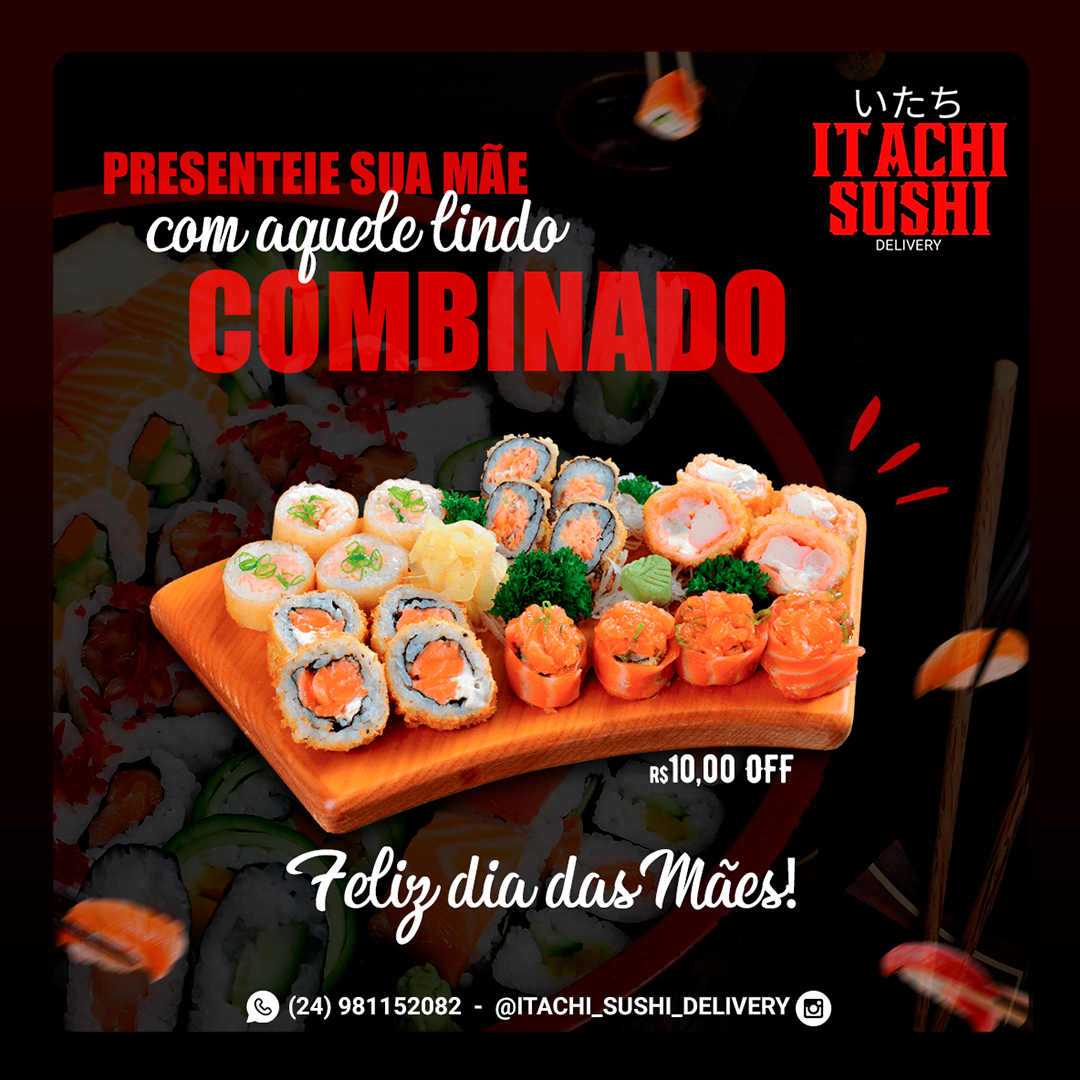 いたち
ITACHI
SUSHI
DELIVERY
PRESENTEIE SUA MÃE
com aquele lindo
COMBINADO
R$10,00 OFF
Feliz dia das Mães!
(24) 981152082 - @ITACHI_SUSHI_DELIVERY